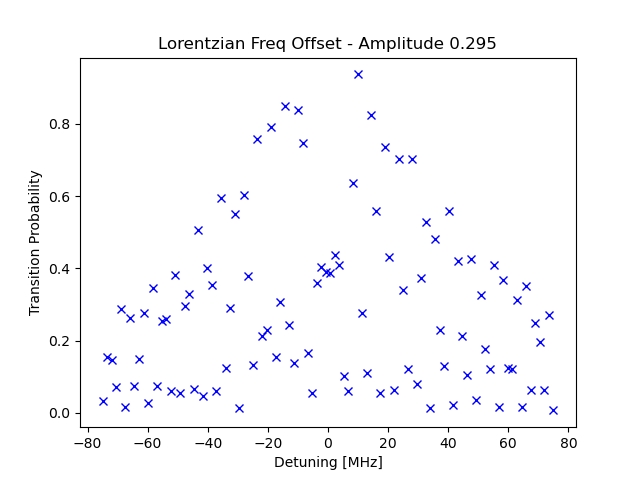 Lorentzian Freq Offset - Amplitude 0.295
Transition Probability
0.8
0.6
0.4
0.2
0.0
−80 −60 −40 −20 0 20 40 60 80
Detuning [MHz]